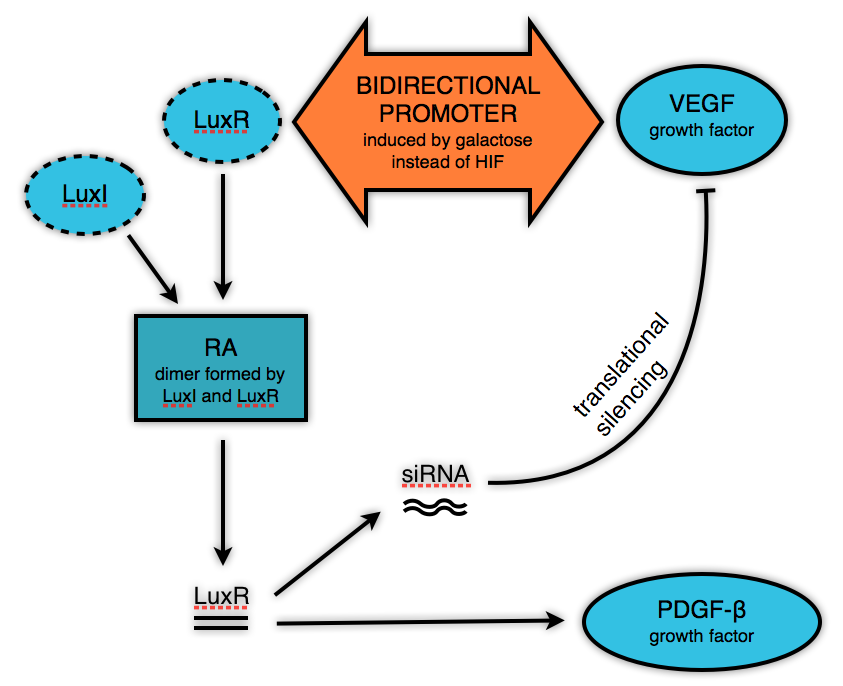 BIDIRECTIONAL
PROMOTER
induced by galactose
instead of HIF
VEGF
growth factor
LuxR
LuxI
RA
dimer formed by
LuxI and LuxR
translational
silencing
siRNA
LuxR
PDGF-β
growth factor